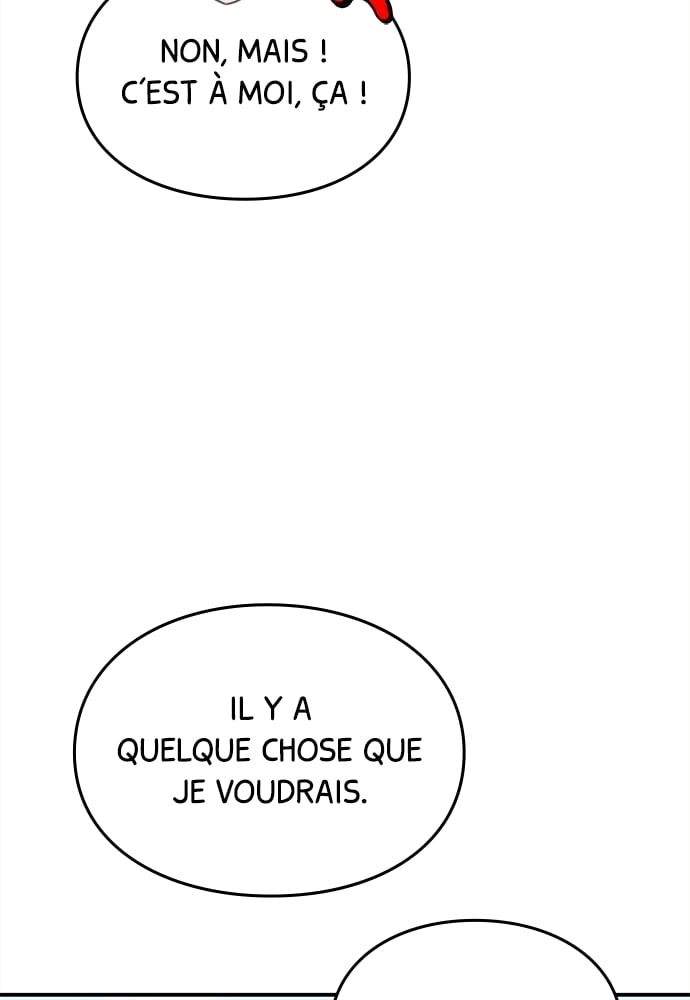 NON, MAIS !
C'EST À MOI, ÇA !
IL Y A
QUELQUE CHOSE QUE
JE VOUDRAIS.